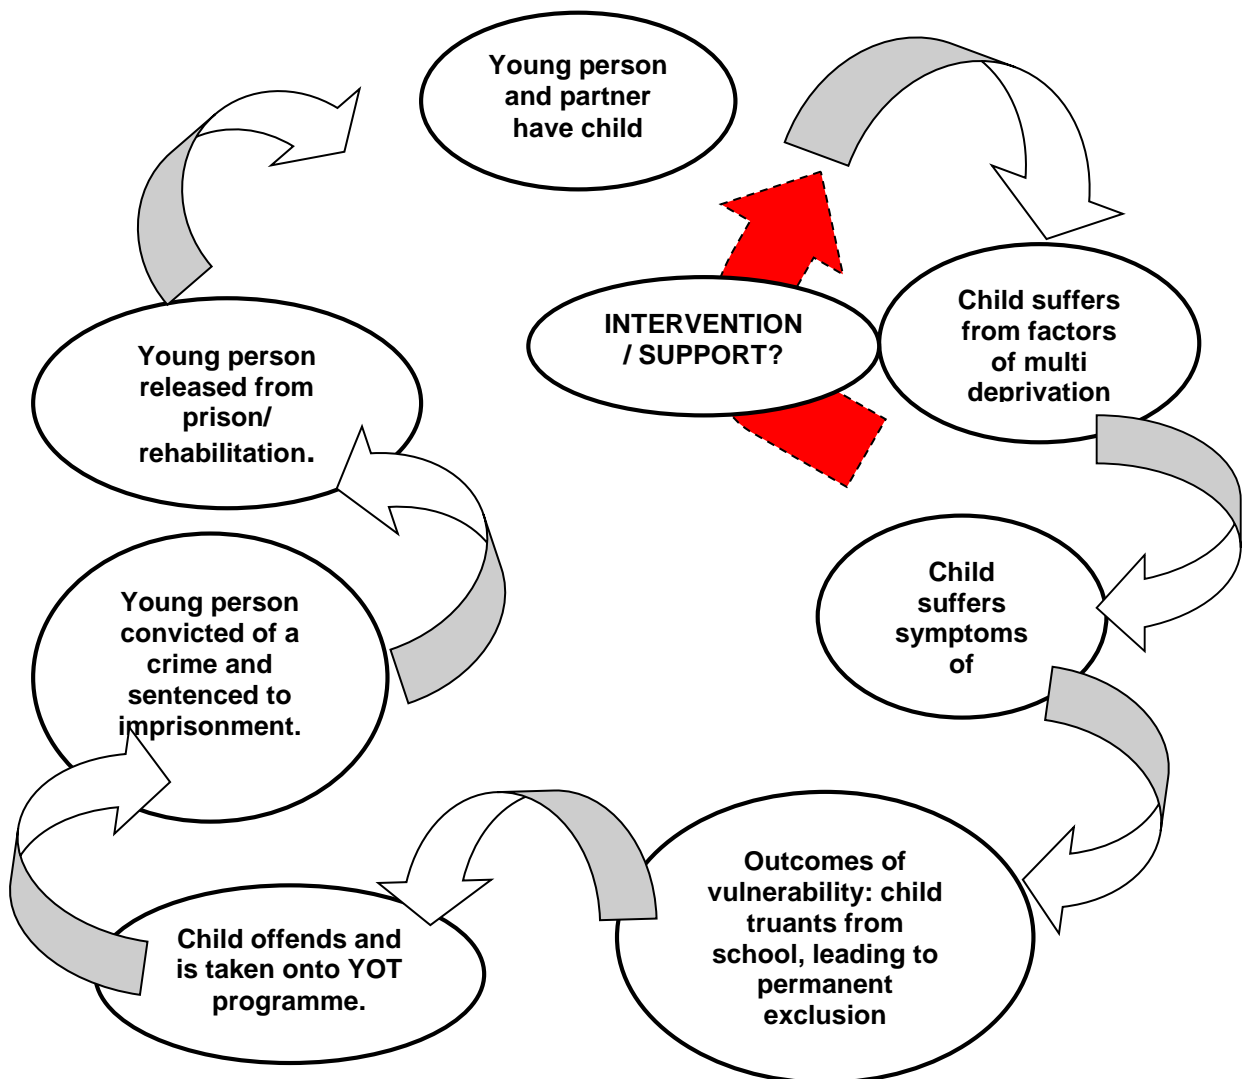 Young person
and partner
have child
Child suffers
from factors
of multi
deprivation
INTERVENTION
/ SUPPORT?
Child
suffers
symptoms
of
Outcomes of
vulnerability: child
truants from
school, leading to
permanent
exclusion
Child offends and
is taken onto YOT
programme.
Young person
convicted of a
crime and
sentenced to
imprisonment.
Young person
released from
prison/
rehabilitation.